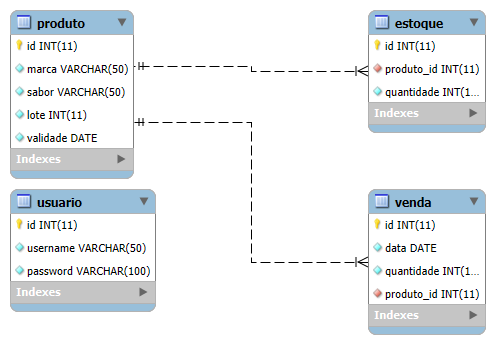 produto
id INT(11)
marca VARCHAR(50)
sabor VARCHAR(50)
lote INT(11)
validade DATE
Indexes
estoque
id INT(11)
produto_id INT(11)
quantidade INT(1...
Indexes
usuario
id INT(11)
username VARCHAR(50)
password VARCHAR(100)
Indexes
venda
id INT(11)
data DATE
quantidade INT(1...
produto_id INT(11)
Indexes